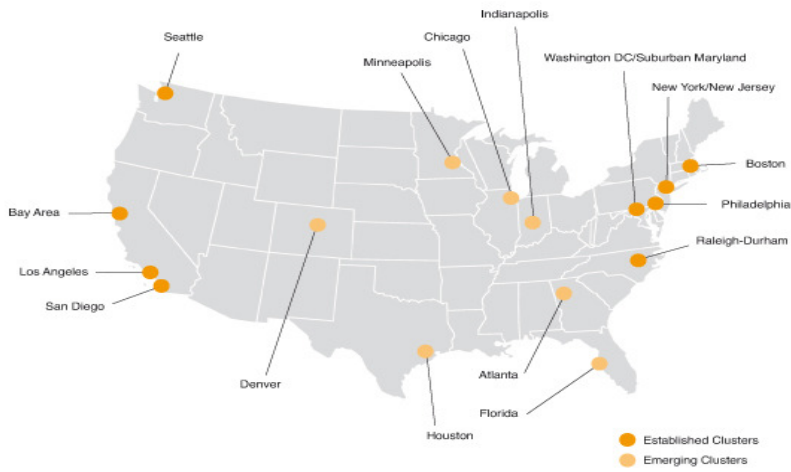 Indianapolis
Seattle
Chicago
Minneapolis
Washington DC/Suburban Maryland
New York/New Jersey
Boston
Philadelphia
Bay Area
Raleigh-Durham
Los Angeles
San Diego
Denver
Atlanta
Florida
Houston
Established Clusters
Emerging Clusters